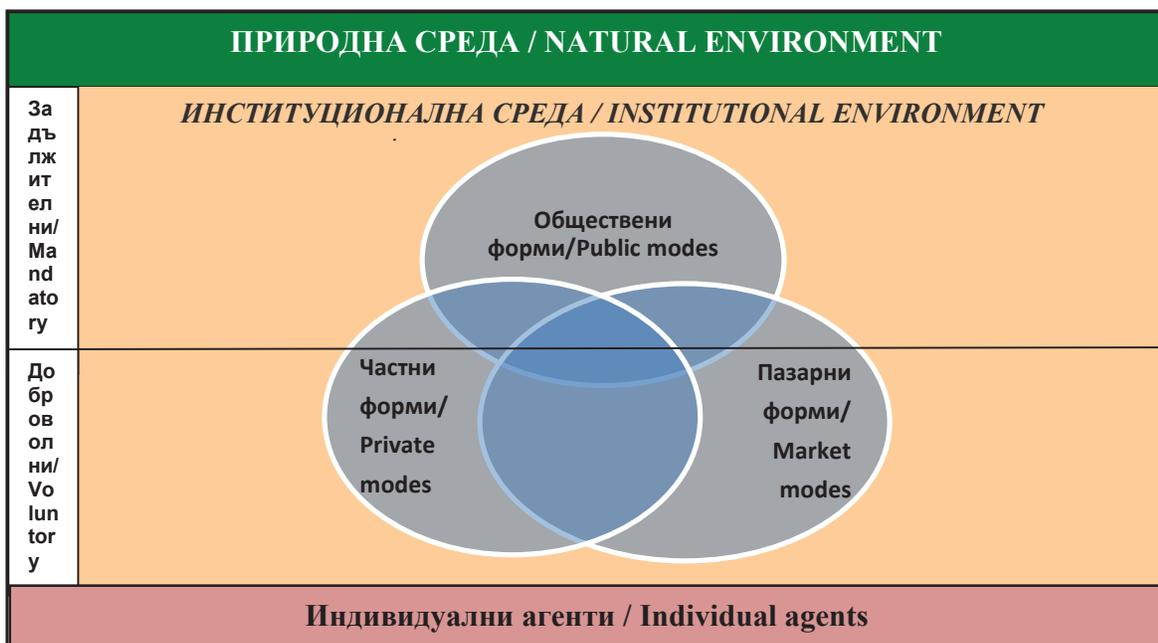 ПРИРОДНА СРЕДА / NATURAL ENVIRONMENT
ИНСТИТУЦИОНАЛНА СРЕДА / INSTITUTIONAL ENVIRONMENT
За
дъ
лж
ит
ел
ни/
Ma
nd
ato
ry
Обществени
форми/Public modes
До
бр
ов
ол
ни/
Vo
lun
tor
y
Частни
форми/
Private
modes
Пазарни
форми/
Market
modes
Индивидуални агенти / Individual agents